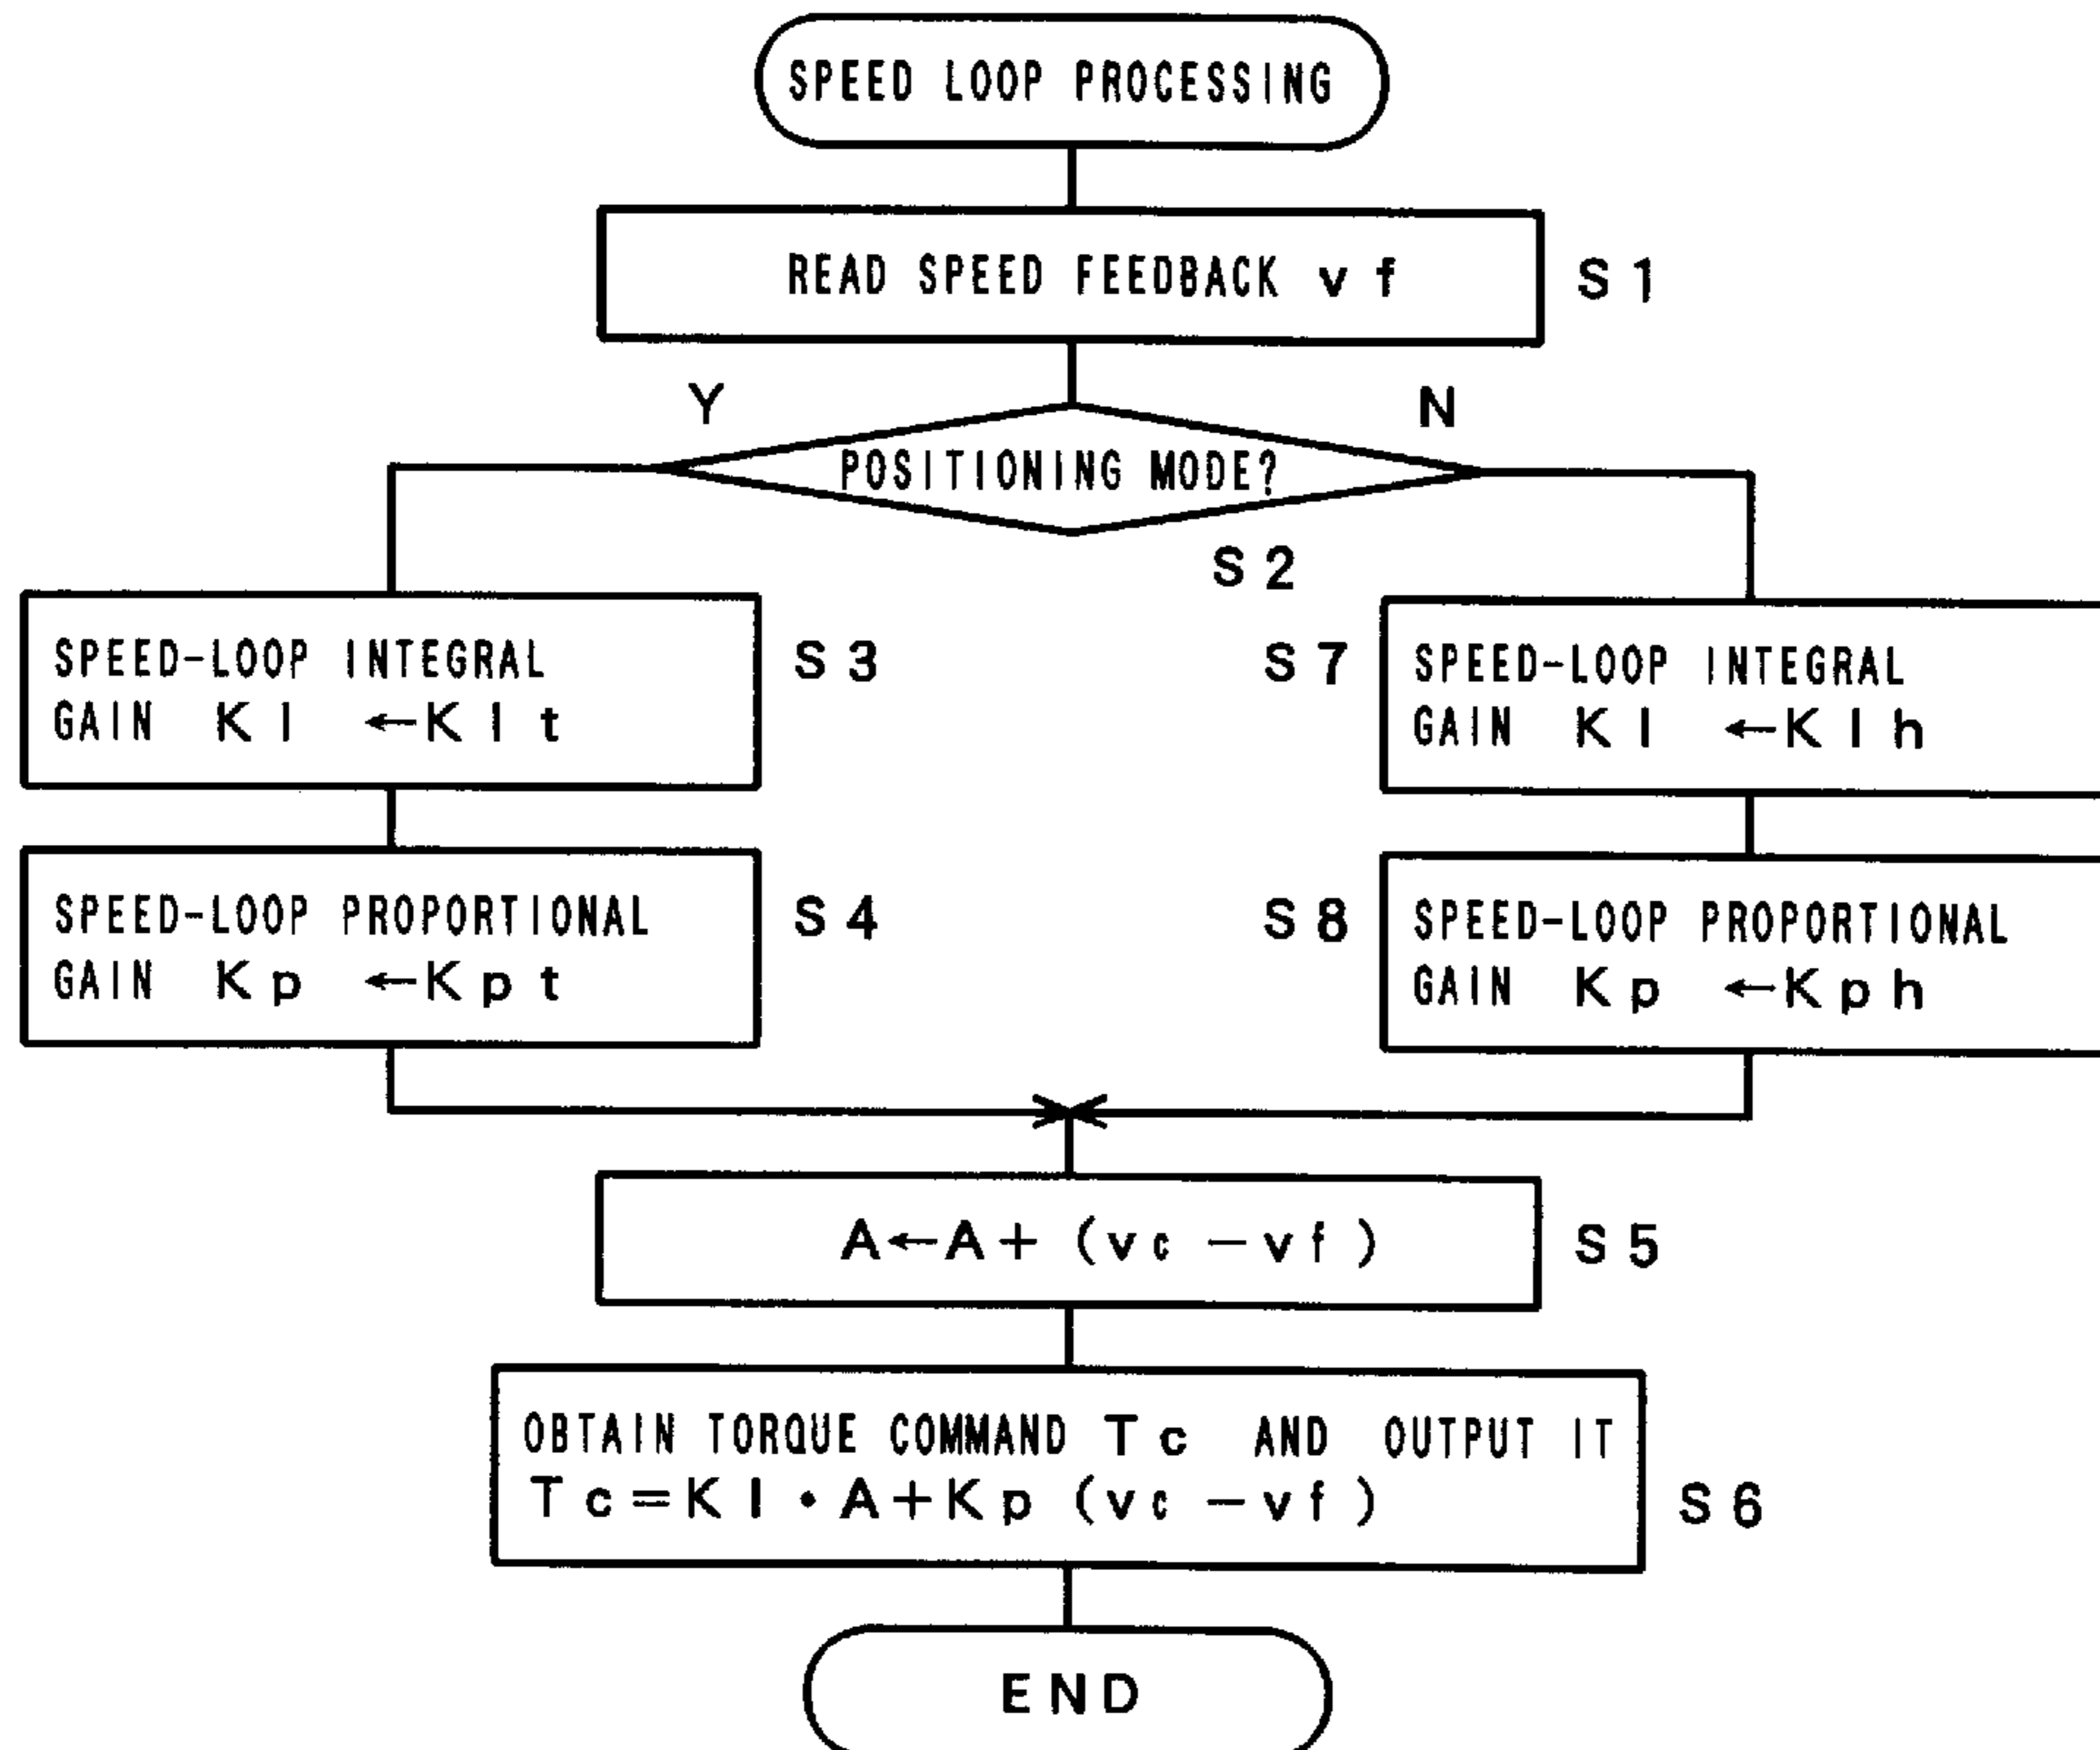 SPEED LOOP PROCESSING
READ SPEED FEEDBACK vf
S1
Y
N
POSITIONING MODE?
S2
SPEED-LOOP INTEGRAL
GAIN KI ←KIt
S3
S7
SPEED-LOOP INTEGRAL
GAIN KI ←KIh
SPEED-LOOP PROPORTIONAL
GAIN Kp ←Kpt
S4
S8
SPEED-LOOP PROPORTIONAL
GAIN Kp ←Kph
A←A+(vc−vf)
S5
OBTAIN TORQUE COMMAND Tc AND OUTPUT IT
Tc=KI·A+Kp(vc−vf)
S6
END